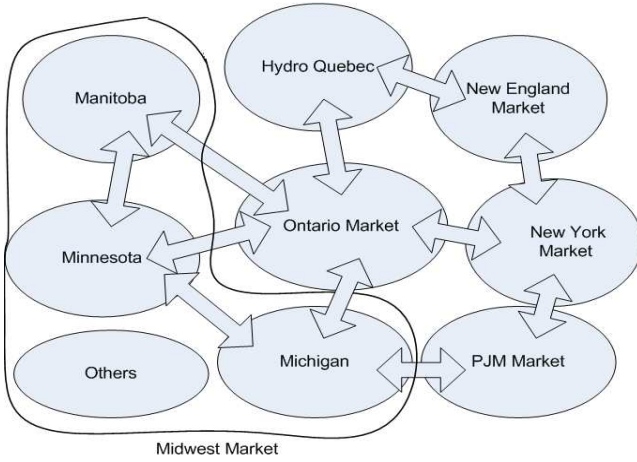 Hydro Quebec
Manitoba
New England
Market
Ontario Market
New York
Market
Minnesota
Others
Michigan
PJM Market
Midwest Market